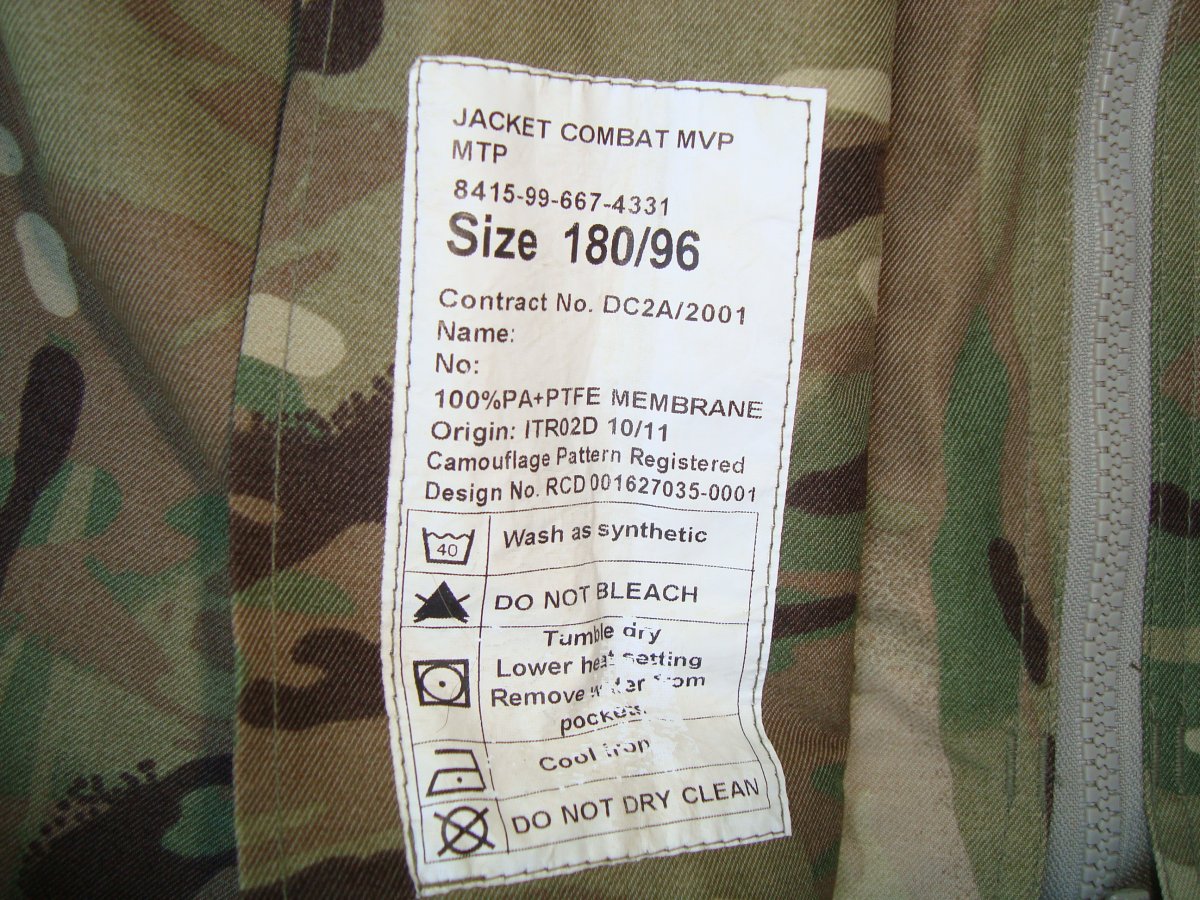 JACKET COMBAT MVP
MTP
8415-99-667-4331
Size 180/96
Contract No. DC2A/2001
Name:
No:
100%PA+PTFE MEMBRANE
Origin: ITR02D 10/11
Camouflage Pattern Registered
Design No. RCD 001627035-0001
40 Wash as synthetic
DO NOT BLEACH
Tumble dry
Lower heat setting
Remove water from
pockets.
Cool Iron
DO NOT DRY CLEAN